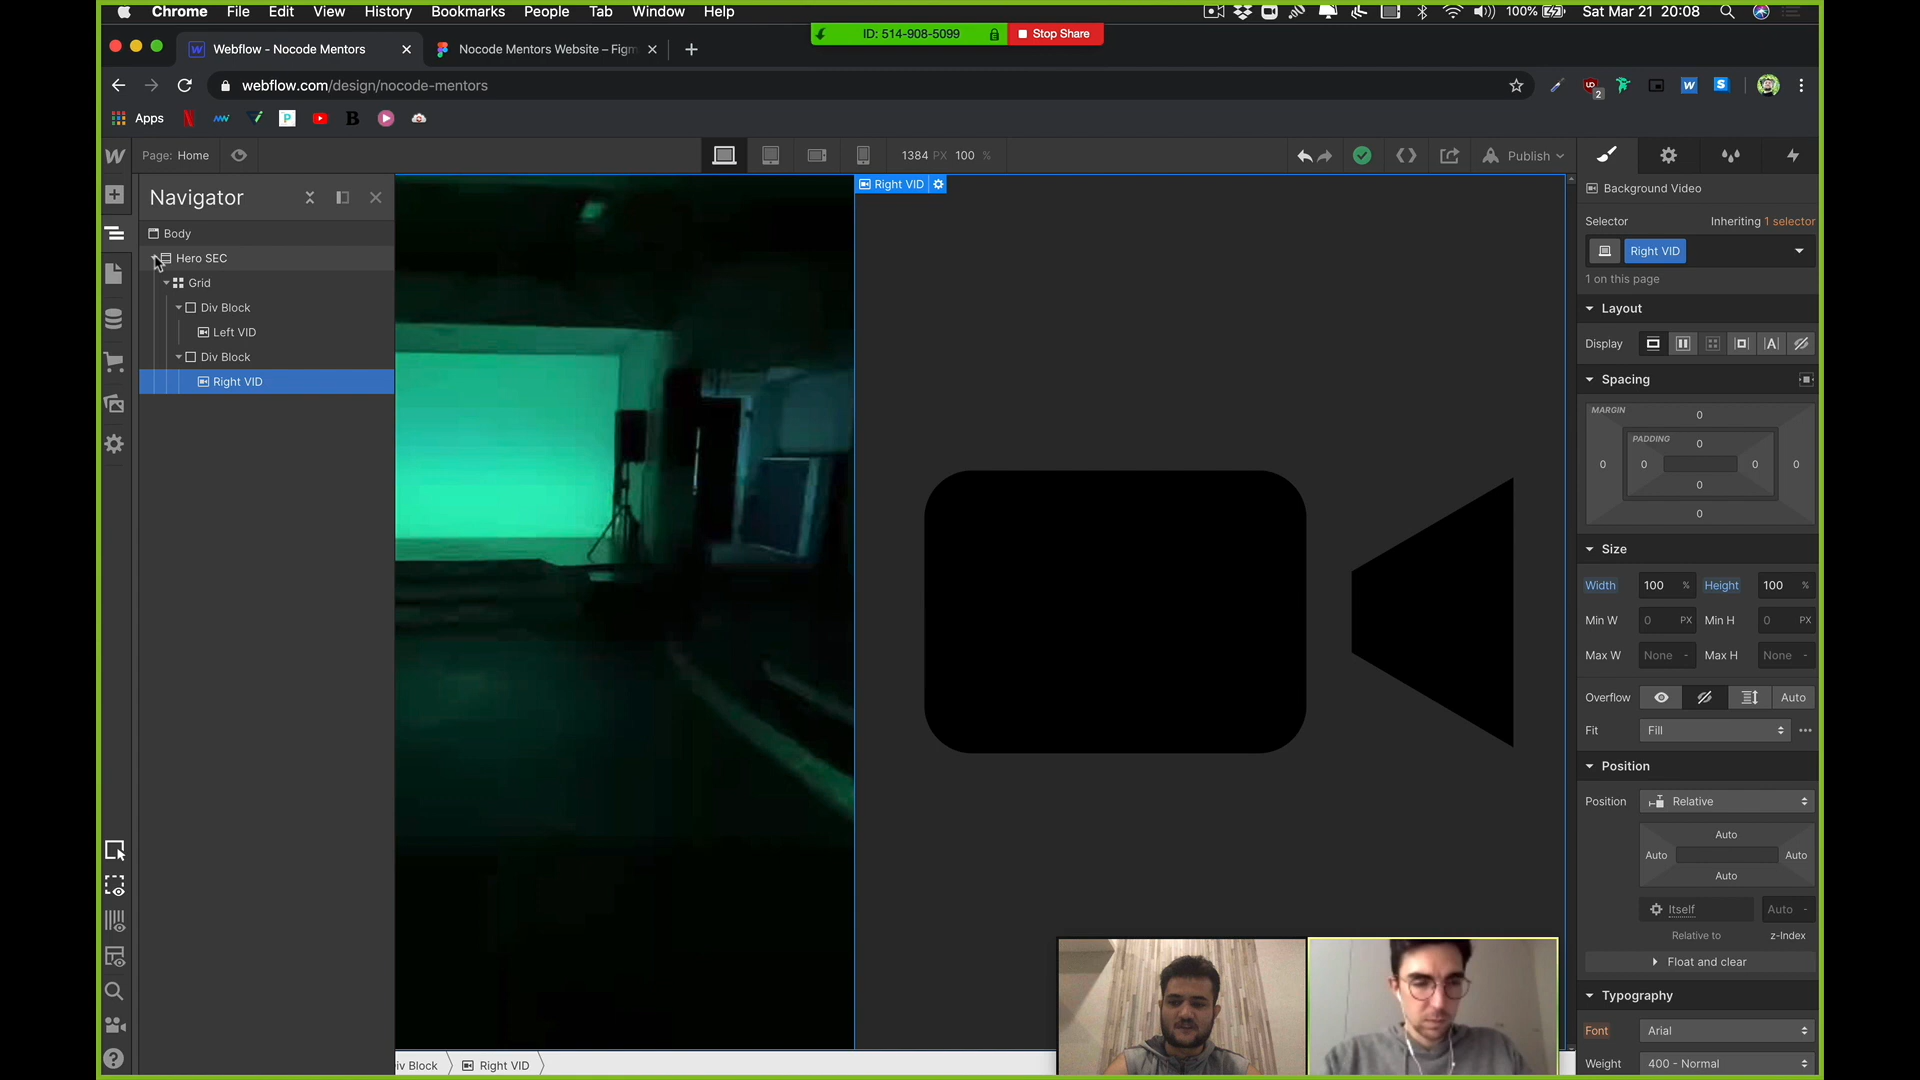 Chrome File Edit View History Bookmarks People Tab Window Help 100% Sat Mar 21 20:08
ID: 514-908-5099 Stop Share
Webflow - Nocode Mentors Nocode Mentors Website – Figm
webflow.com/design/nocode-mentors
Apps
Page: Home 1384 PX 100 % Publish
Navigator
Body
Hero SEC
Grid
Div Block
Left VID
Div Block
Right VID
Right VID
Background Video
Selector Inheriting 1 selector
Right VID
1 on this page
Layout
Display
Spacing
MARGIN 0
PADDING 0
0 0 0 0
0
0
Size
Width 100 % Height 100 %
Min W 0 PX Min H 0 PX
Max W None - Max H None -
Overflow Auto
Fit Fill
Position
Position Relative
Auto
Auto Auto
Auto
Itself Auto -
Relative to z-Index
Float and clear
Typography
Font Arial
Weight 400 - Normal
iv Block Right VID